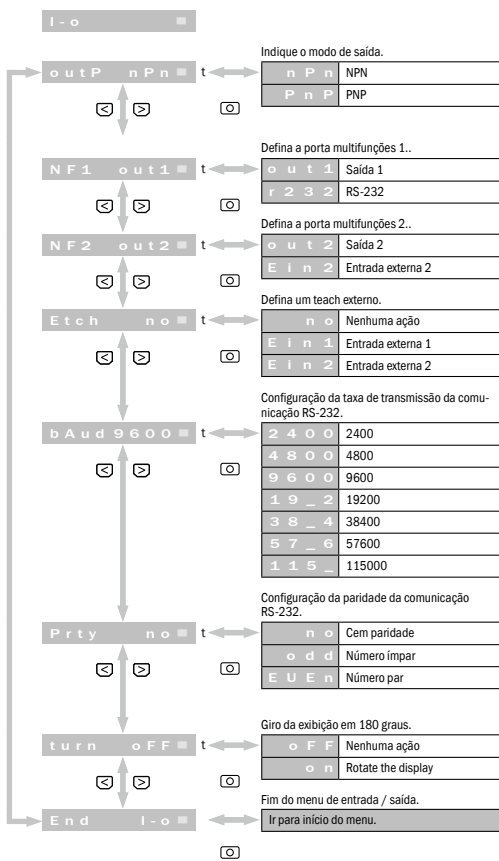 I-o
Indique o modo de saída.
outP nPn t
nPn NPN
PnP PNP
Defina a porta multifunções 1..
NF1 out1 t
out1 Saída 1
r232 RS-232
Defina a porta multifunções 2..
NF2 out2 t
out2 Saída 2
Ein2 Entrada externa 2
Defina um teach externo.
Etch no t
no Nenhuma ação
Ein1 Entrada externa 1
Ein2 Entrada externa 2
Configuração da taxa de transmissão da comu-
nicação RS-232.
bAud9600 t
2400 2400
4800 4800
9600 9600
19_2 19200
38_4 38400
57_6 57600
115_ 115000
Configuração da paridade da comunicação
RS-232.
Prty no t
no Cem paridade
odd Número ímpar
EUEn Número par
Giro da exibição em 180 graus.
turn oFF t
oFF Nenhuma ação
on Rotate the display
Fim do menu de entrada / saída.
End I-o
Ir para início do menu.